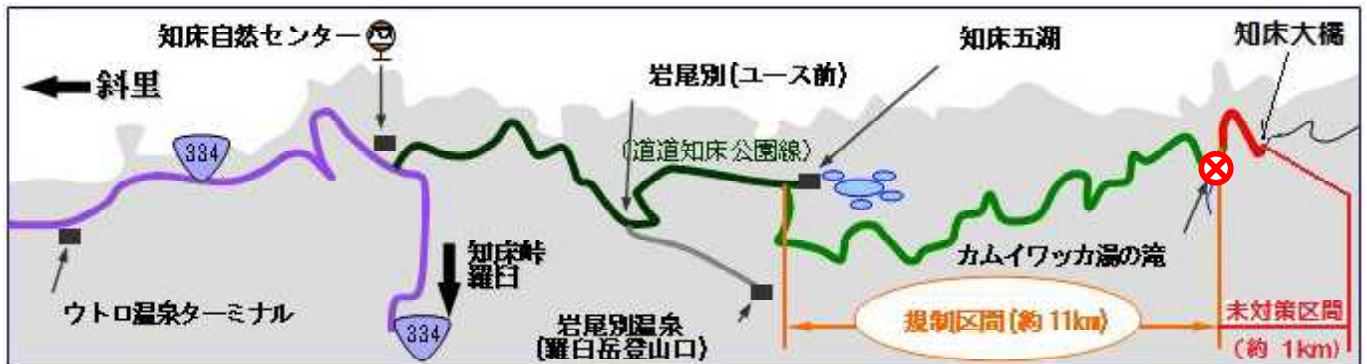 知床自然センター
知床五湖
知床大橋
斜里
岩尾別(ユース前)
334
(道道知床公園線)
知床峠
羅臼
カムイワッカ湯の滝
ウトロ温泉ターミナル
334
岩尾別温泉
(羅臼岳登山口)
規制区間(約11km)
未対策区間
(約 1km)